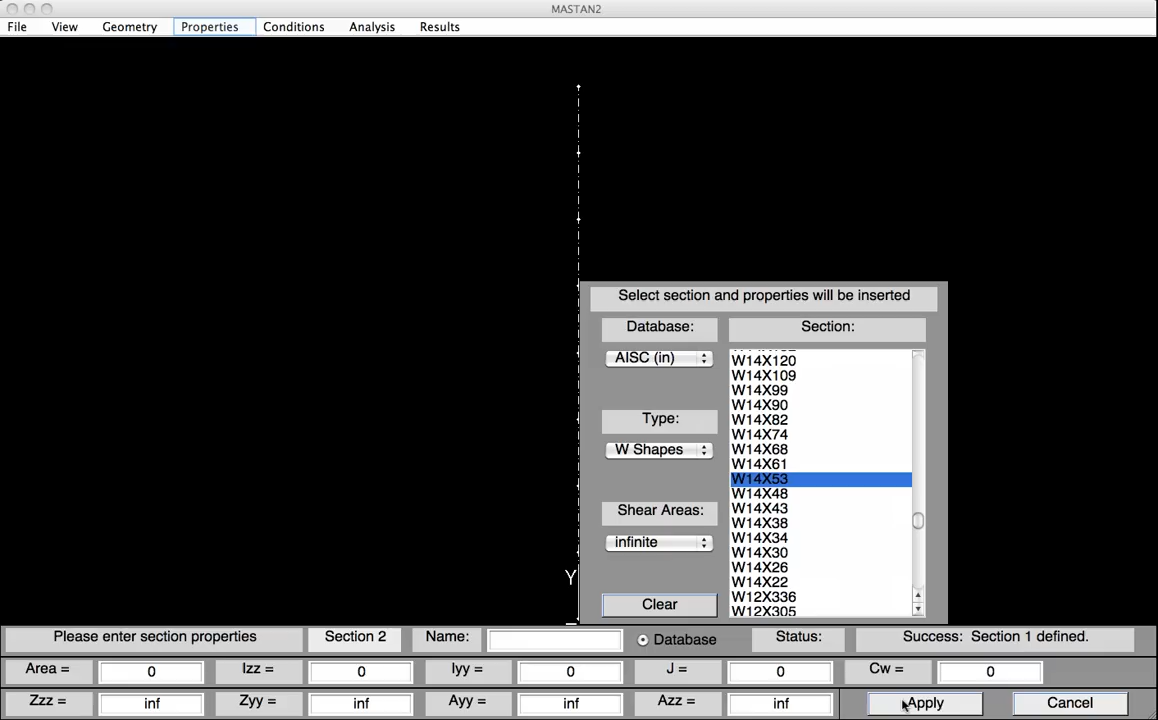 MASTAN2
File View Geometry Properties Conditions Analysis Results
Select section and properties will be inserted
Database: Section:
AISC (in)
W14X120
W14X109
W14X99
W14X90
Type:
W14X82
W14X74
W Shapes
W14X68
W14X61
W14X53
W14X48
Shear Areas:
W14X43
W14X38
infinite
W14X34
W14X30
W14X26
W14X22
Y
Clear
W12X336
W12X305
Please enter section properties Section 2 Name: Database Status: Success: Section 1 defined.
Area = 0 Izz = 0 Iyy = 0 J = 0 Cw = 0
Zzz = inf Zyy = inf Ayy = inf Azz = inf Apply Cancel